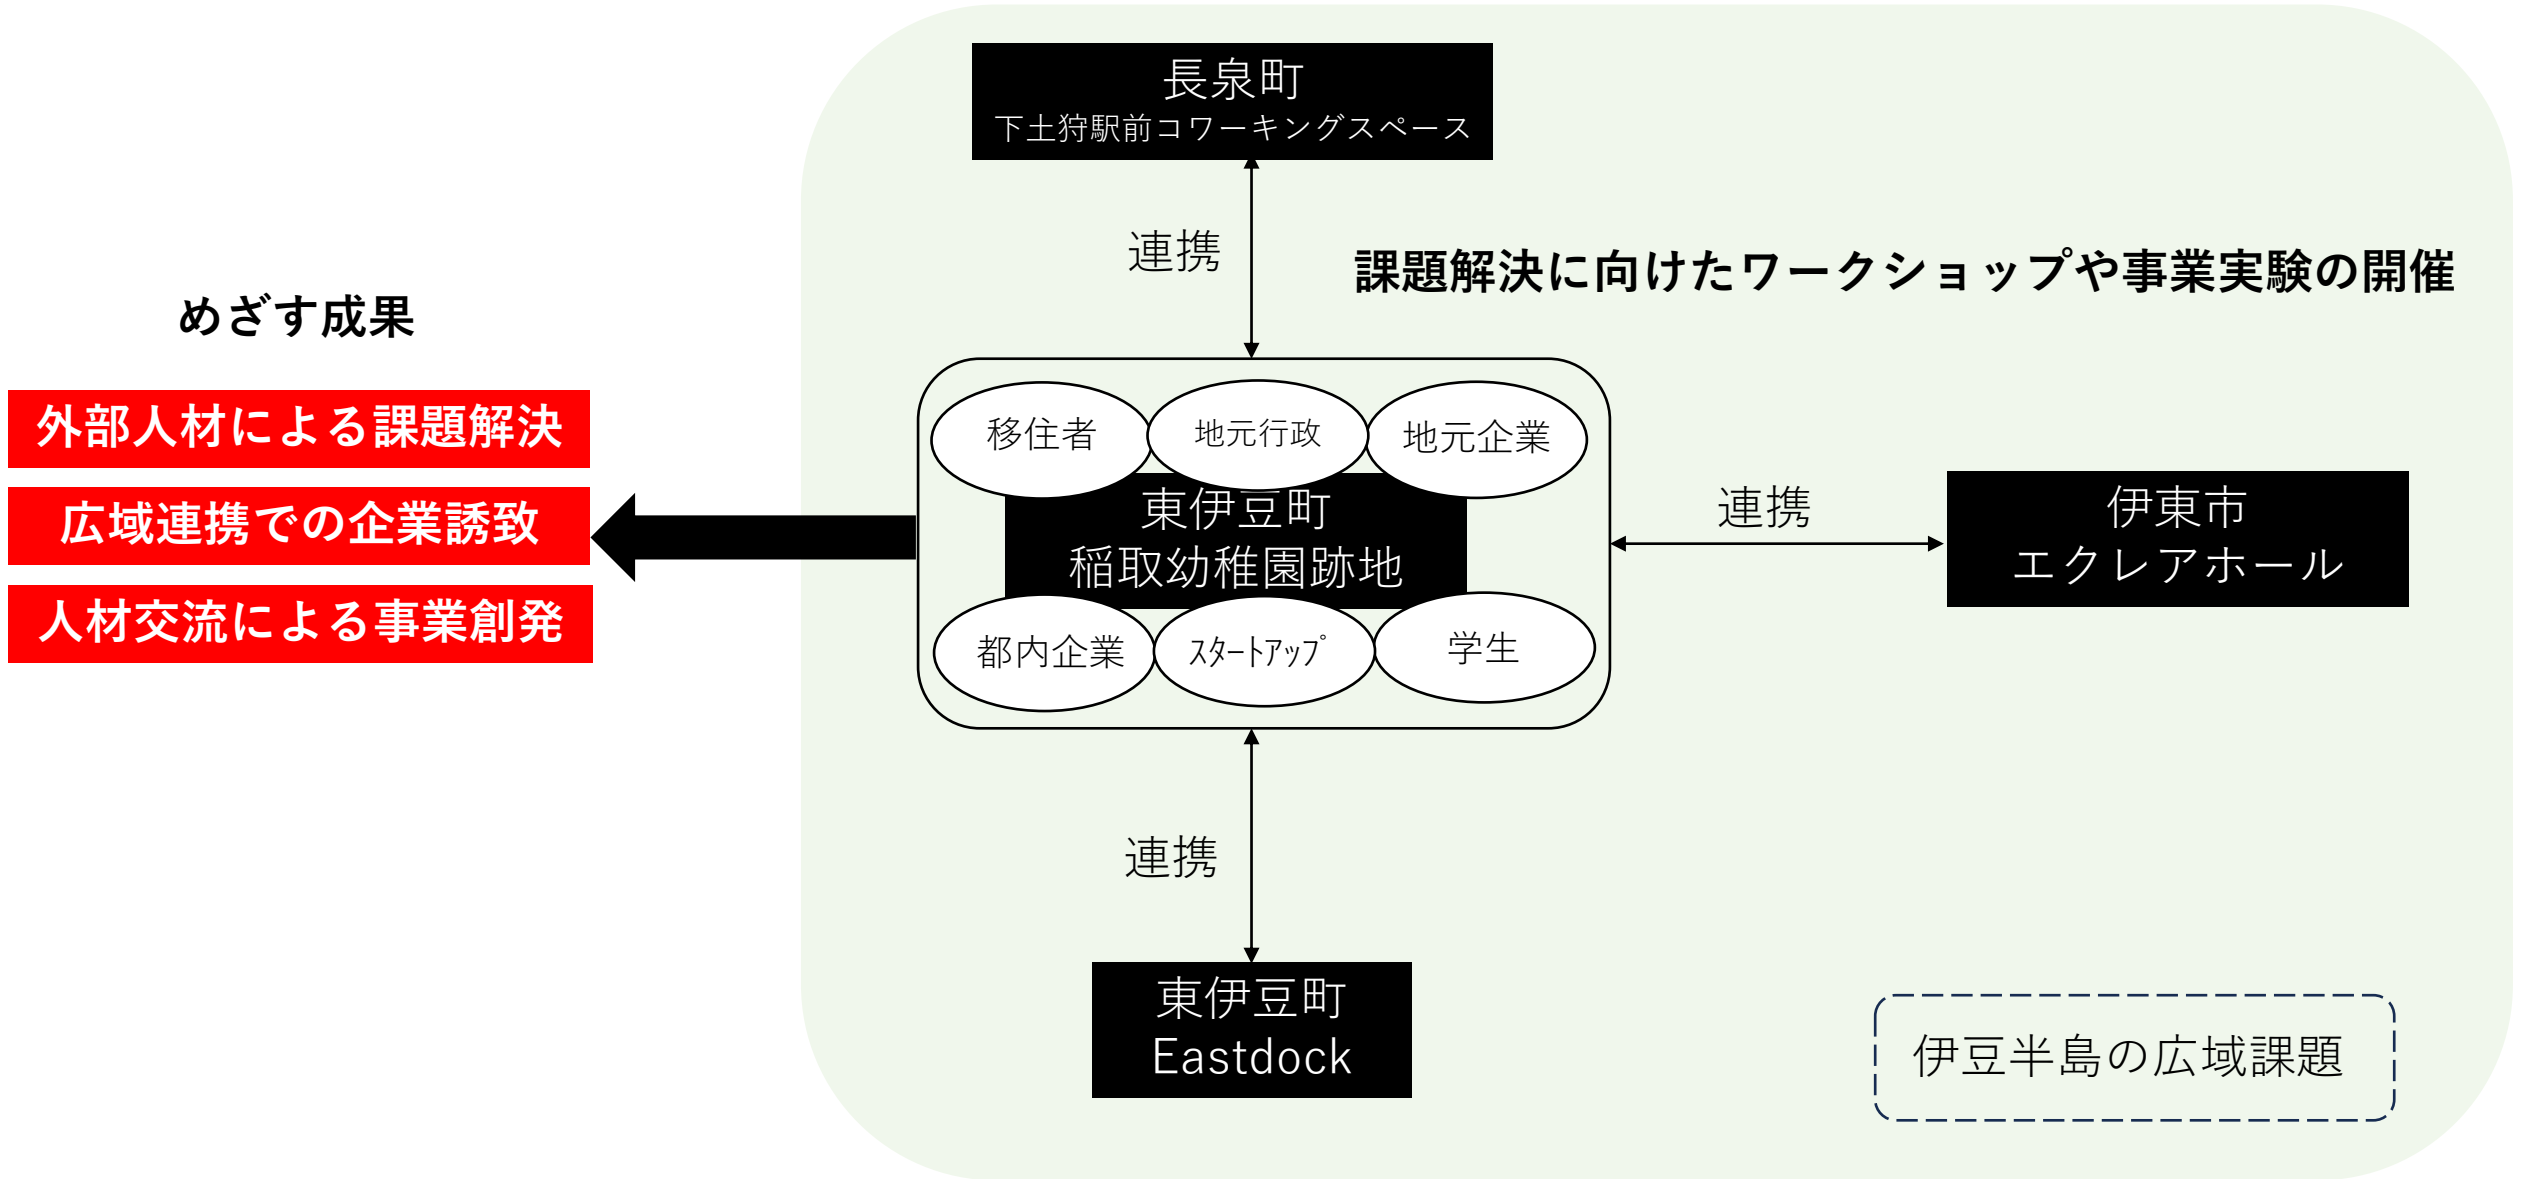 長泉町
下土狩駅前コワーキングスペース
連携
課題解決に向けたワークショップや事業実験の開催
めざす成果
外部人材による課題解決
広域連携での企業誘致
人材交流による事業創発
移住者
地元行政
地元企業
東伊豆町
稲取幼稚園跡地
都内企業
ｽﾀｰﾄｱｯﾌﾟ
学生
連携
伊東市
エクレアホール
連携
東伊豆町
Eastdock
伊豆半島の広域課題